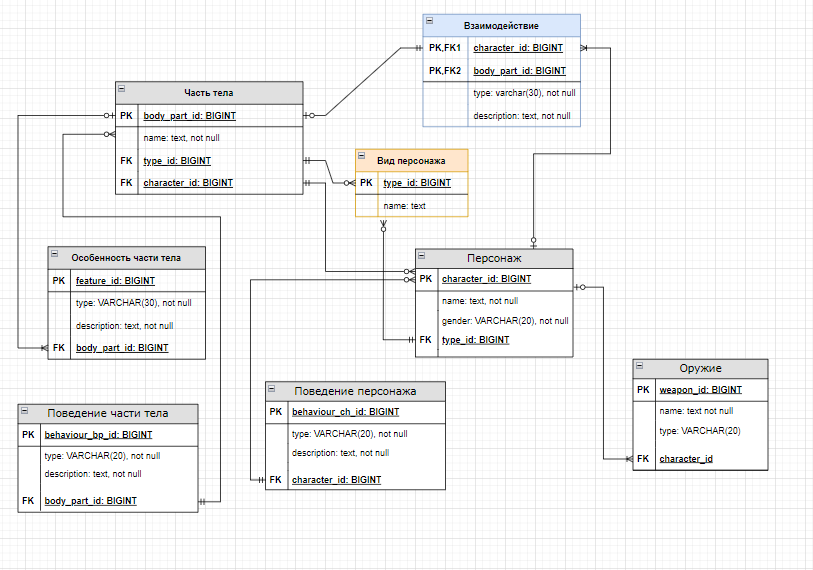 Взаимодействие
PK,FK1 character_id: BIGINT
PK,FK2 body_part_id: BIGINT
type: varchar(30), not null
description: text, not null
Часть тела
PK body_part_id: BIGINT
name: text, not null
FK type_id: BIGINT
FK character_id: BIGINT
Вид персонажа
PK type_id: BIGINT
name: text
Особенность части тела
PK feature_id: BIGINT
type: VARCHAR(30), not null
description: text, not null
FK body_part_id: BIGINT
Персонаж
PK character_id: BIGINT
name: text, not null
gender: VARCHAR(20), not null
FK type_id: BIGINT
Оружие
PK weapon_id: BIGINT
name: text not null
type: VARCHAR(20)
FK character_id
Поведение персонажа
PK behaviour_ch_id: BIGINT
type: VARCHAR(20), not null
description: text, not null
FK character_id: BIGINT
Поведение части тела
PK behaviour_bp_id: BIGINT
type: VARCHAR(20), not null
description: text, not null
FK body_part_id: BIGINT